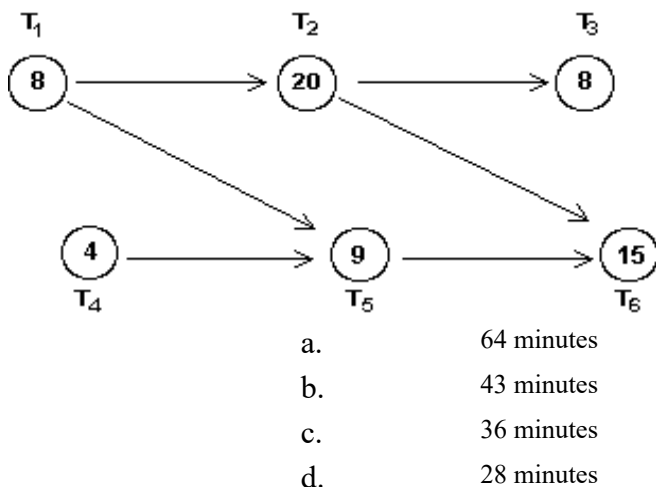 T1 T2 T3
8 20 8
4 9 15
T4 T5 T6
a. 64 minutes
b. 43 minutes
c. 36 minutes
d. 28 minutes